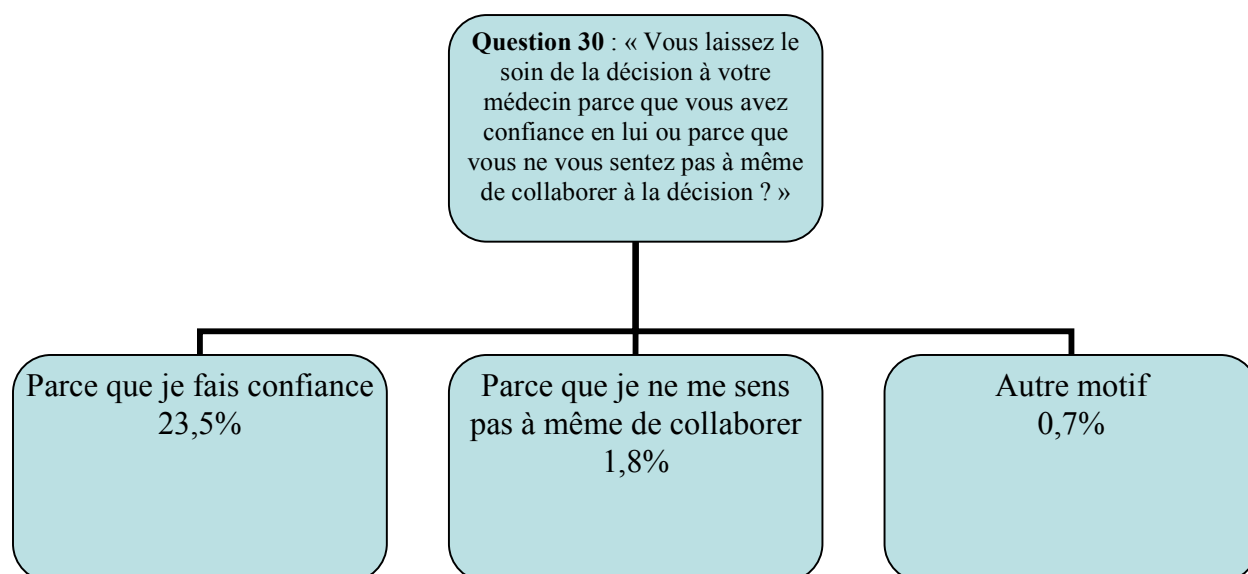 Question 30 : « Vous laissez le
soin de la décision à votre
médecin parce que vous avez
confiance en lui ou parce que
vous ne vous sentez pas à même
de collaborer à la décision ? »
Parce que je fais confiance
23,5%
Parce que je ne me sens
pas à même de collaborer
1,8%
Autre motif
0,7%